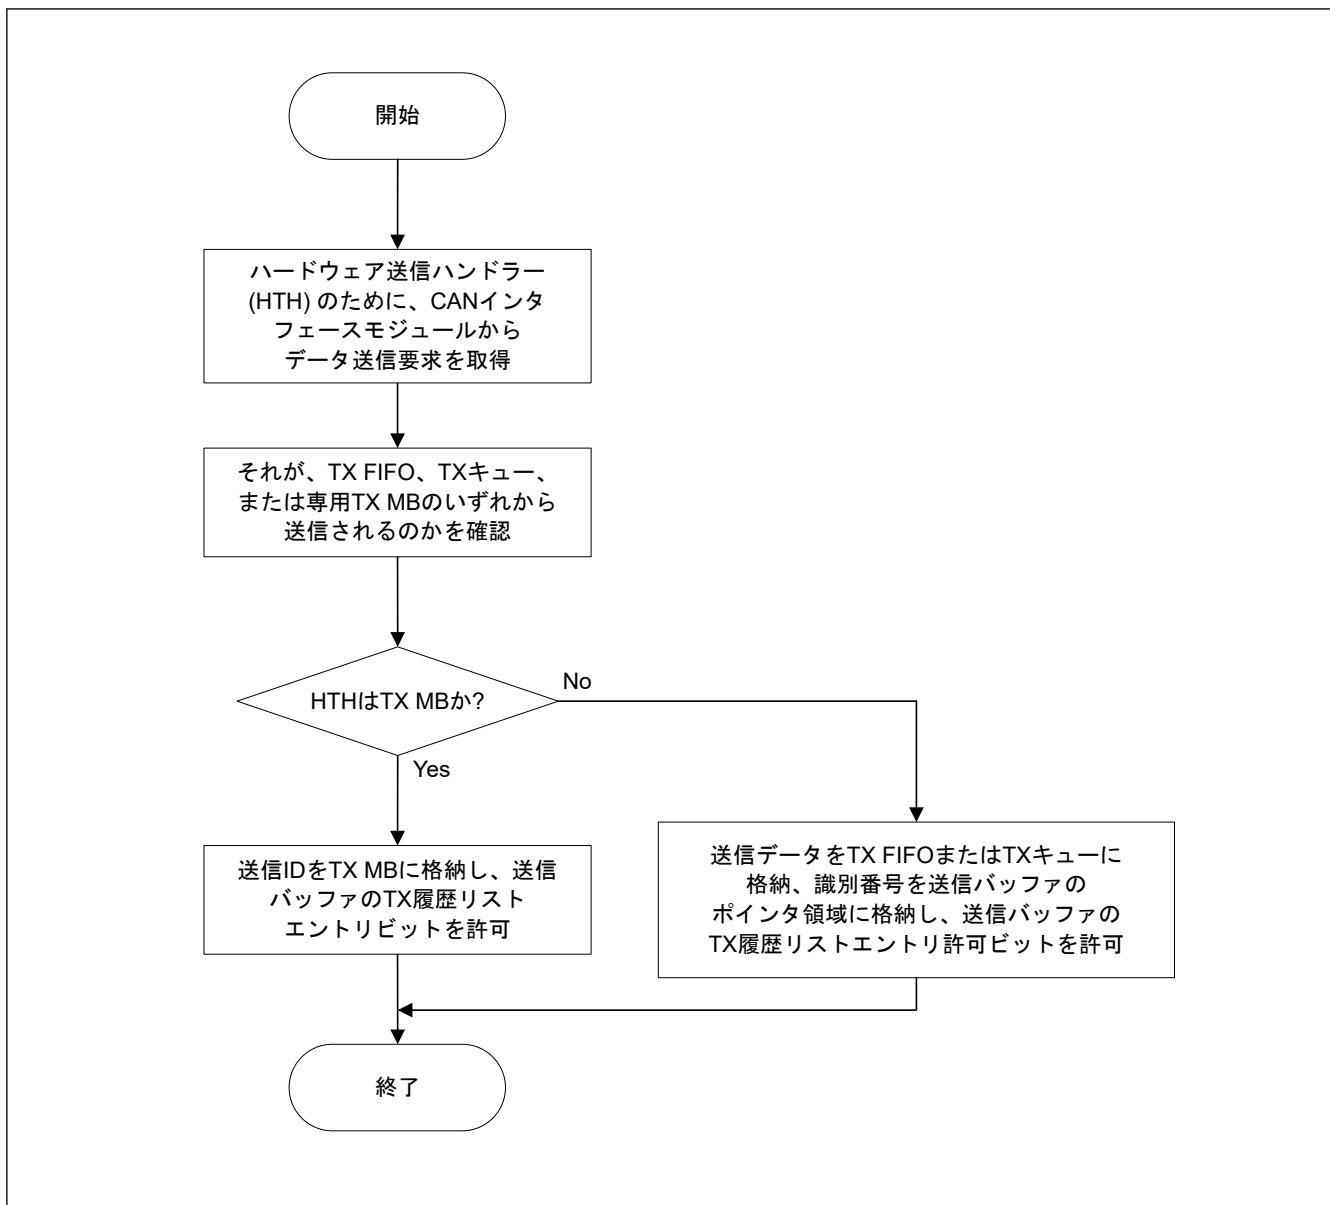 開始
ハードウェア送信ハンドラー
(HTH) のために、CANインタ
フェースモジュールから
データ送信要求を取得
それが、TX FIFO、TXキュー、
または専用TX MBのいずれから
送信されるのかを確認
HTHはTX MBか?
No
Yes
送信IDをTX MBに格納し、送信
バッファのTX履歴リスト
エントリビットを許可
送信データをTX FIFOまたはTXキューに
格納、識別番号を送信バッファの
ポインタ領域に格納し、送信バッファの
TX履歴リストエントリ許可ビットを許可
終了